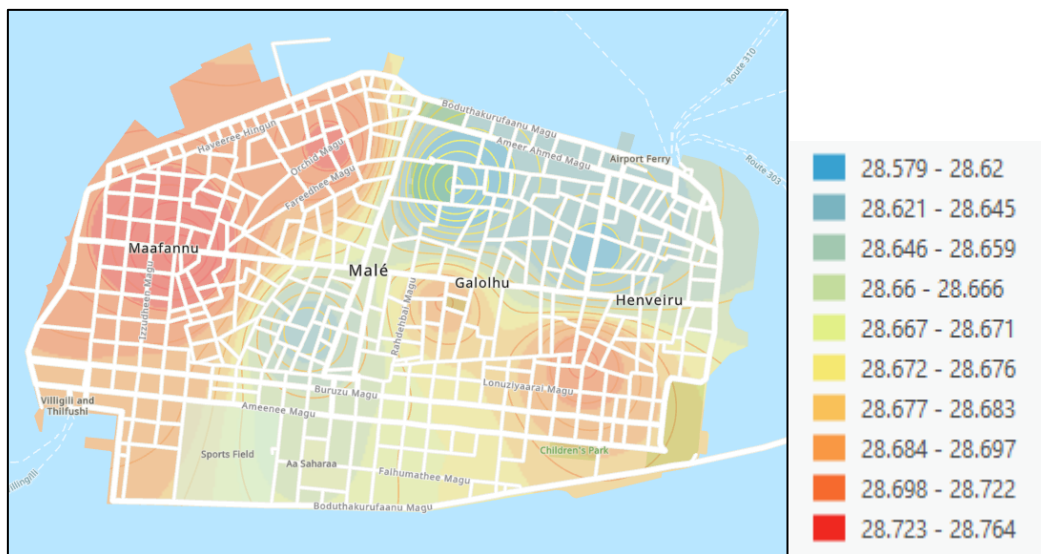 Route 310
Boduthakurufaanu Magu
Havaeree Hingun
Ameer Ahmed Magu
Orchid Magu
Airport Ferry
Route 303
Fareedhee Magu
Maafannu
Malé
Galolhu
Henveiru
Izzudheen Magu
Rahdhebai Magu
Buruzu Magu
Lonuziyaarai Magu
Villigili and
Thilfushi
Ameenee Magu
Sports Field
Aa Saharaa
Children's Park
Falhumathee Magu
Boduthakurufaanu Magu
28.579 - 28.62
28.621 - 28.645
28.646 - 28.659
28.66 - 28.666
28.667 - 28.671
28.672 - 28.676
28.677 - 28.683
28.684 - 28.697
28.698 - 28.722
28.723 - 28.764